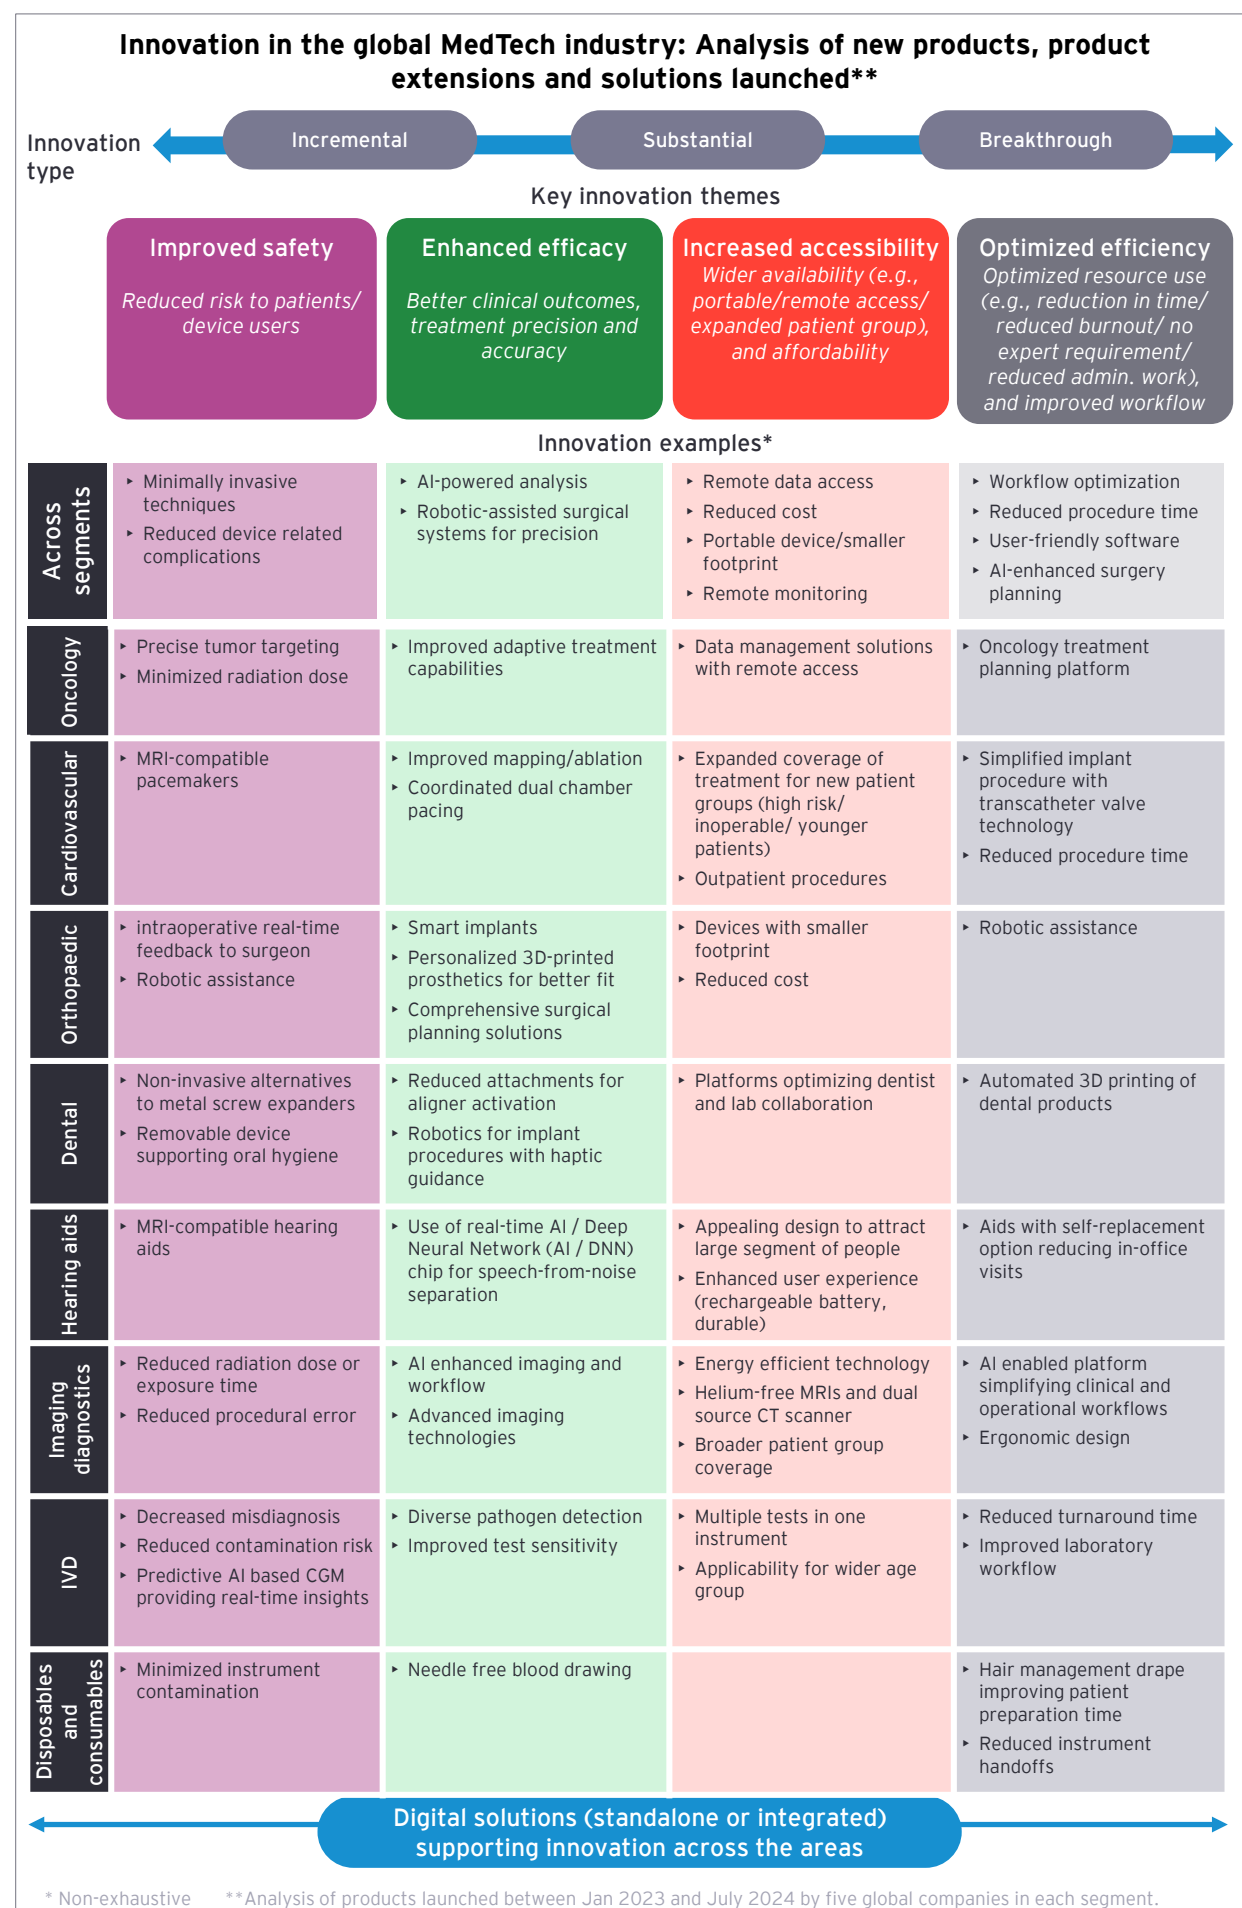 Innovation in the global MedTech industry: Analysis of new products, product
extensions and solutions launched**
Innovation
type
Incremental
Substantial
Breakthrough
Key innovation themes
Improved safety
Reduced risk to patients/
device users
Enhanced efficacy
Better clinical outcomes,
treatment precision and
accuracy
Increased accessibility
Wider availability (e.g.,
portable/remote access/
expanded patient group),
and affordability
Optimized efficiency
Optimized resource use
(e.g., reduction in time/
reduced burnout/ no
expert requirement/
reduced admin. work),
and improved workflow
Innovation examples*
Across
segments
‣ Minimally invasive
techniques
‣ Reduced device related
complications
‣ AI-powered analysis
‣ Robotic-assisted surgical
systems for precision
‣ Remote data access
‣ Reduced cost
‣ Portable device/smaller
footprint
‣ Remote monitoring
‣ Workflow optimization
‣ Reduced procedure time
‣ User-friendly software
‣ AI-enhanced surgery
planning
Oncology
‣ Precise tumor targeting
‣ Minimized radiation dose
‣ Improved adaptive treatment
capabilities
‣ Data management solutions
with remote access
‣ Oncology treatment
planning platform
Cardiovascular
‣ MRI-compatible
pacemakers
‣ Improved mapping/ablation
‣ Coordinated dual chamber
pacing
‣ Expanded coverage of
treatment for new patient
groups (high risk/
inoperable/ younger
patients)
‣ Outpatient procedures
‣ Simplified implant
procedure with
transcatheter valve
technology
‣ Reduced procedure time
Orthopaedic
‣ intraoperative real-time
feedback to surgeon
‣ Robotic assistance
‣ Smart implants
‣ Personalized 3D-printed
prosthetics for better fit
‣ Comprehensive surgical
planning solutions
‣ Devices with smaller
footprint
‣ Reduced cost
‣ Robotic assistance
Dental
‣ Non-invasive alternatives
to metal screw expanders
‣ Removable device
supporting oral hygiene
‣ Reduced attachments for
aligner activation
‣ Robotics for implant
procedures with haptic
guidance
‣ Platforms optimizing dentist
and lab collaboration
‣ Automated 3D printing of
dental products
Hearing aids
‣ MRI-compatible hearing
aids
‣ Use of real-time AI / Deep
Neural Network (AI / DNN)
chip for speech-from-noise
separation
‣ Appealing design to attract
large segment of people
‣ Enhanced user experience
(rechargeable battery,
durable)
‣ Aids with self-replacement
option reducing in-office
visits
Imaging
diagnostics
‣ Reduced radiation dose or
exposure time
‣ Reduced procedural error
‣ AI enhanced imaging and
workflow
‣ Advanced imaging
technologies
‣ Energy efficient technology
‣ Helium-free MRIs and dual
source CT scanner
‣ Broader patient group
coverage
‣ AI enabled platform
simplifying clinical and
operational workflows
‣ Ergonomic design
IVD
‣ Decreased misdiagnosis
‣ Reduced contamination risk
‣ Predictive AI based CGM
providing real-time insights
‣ Diverse pathogen detection
‣ Improved test sensitivity
‣ Multiple tests in one
instrument
‣ Applicability for wider age
group
‣ Reduced turnaround time
‣ Improved laboratory
workflow
Disposables
and
consumables
‣ Minimized instrument
contamination
‣ Needle free blood drawing
‣ Hair management drape
improving patient
preparation time
‣ Reduced instrument
handoffs
Digital solutions (standalone or integrated)
supporting innovation across the areas
* Non-exhaustive **Analysis of products launched between Jan 2023 and July 2024 by five global companies in each segment.